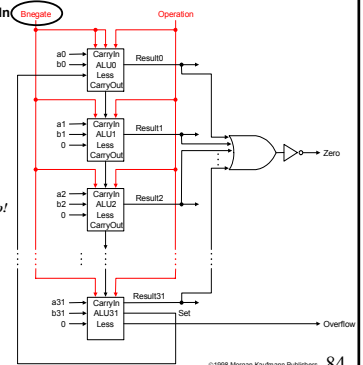 In Bnegate Operation
a0 CarryIn Result0
b0 ALU0
Less
CarryOut
a1 CarryIn Result1
b1 ALU1
0 Less
CarryOut
Zero
a2 CarryIn Result2
b2 ALU2
0 Less
CarryOut
o!
a31 CarryIn Result31
b31 ALU31 Set
0 Less Overflow
©1998 Morgan Kaufmann Publishers 84